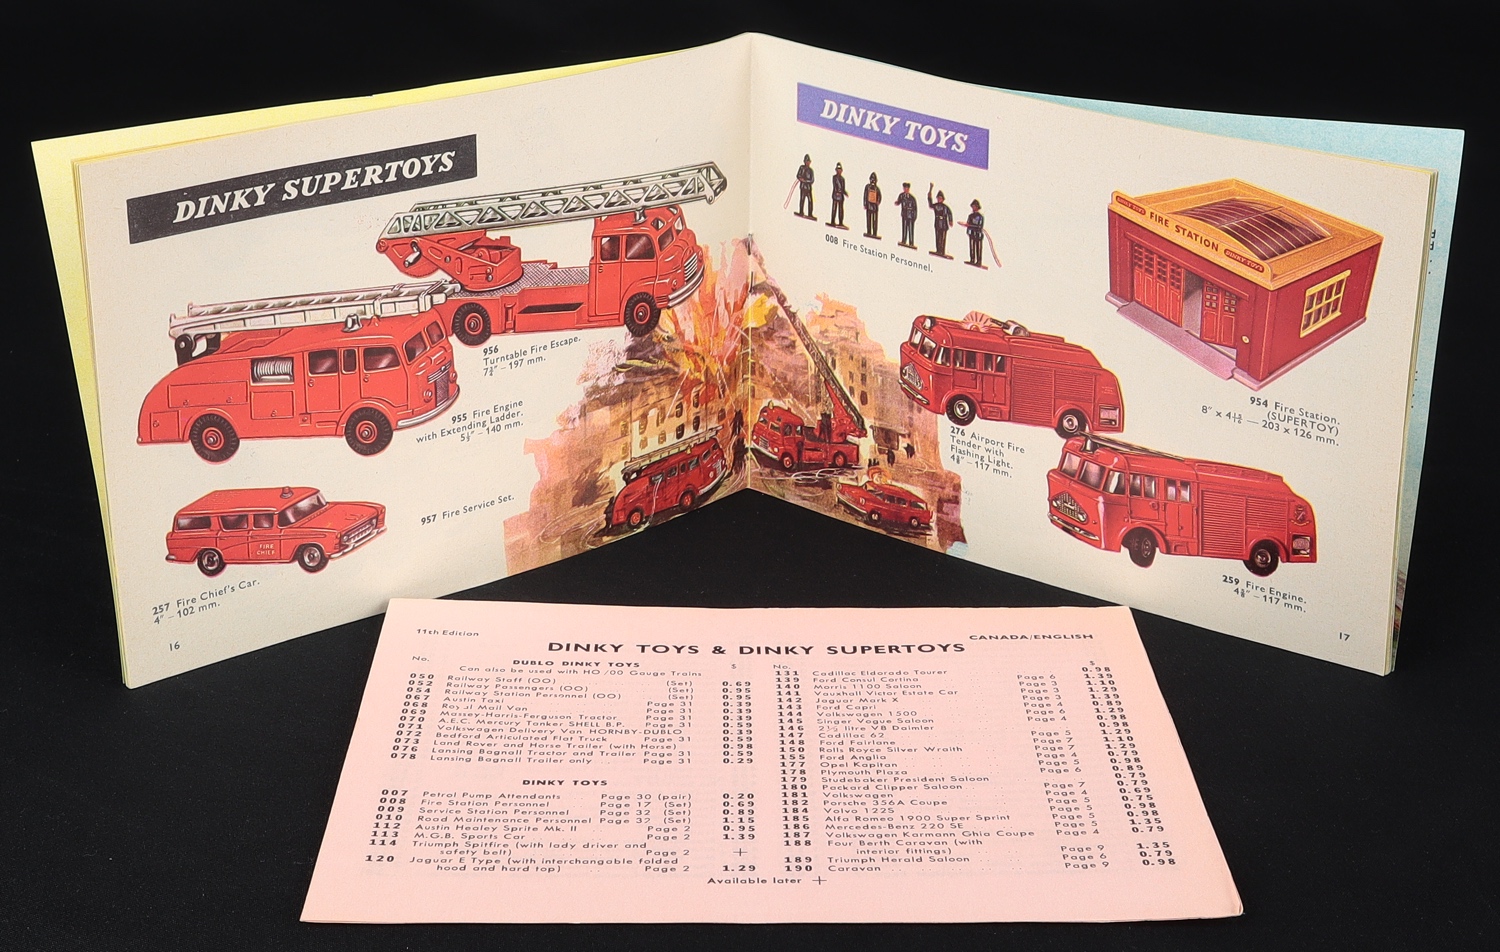 DINKY SUPERTOYS
956
Turntable Fire Escape.
7¾" — 197 mm.
955 Fire Engine
with Extending Ladder.
5½" — 140 mm.
FIRE
CHIEF
957 Fire Service Set.
257 Fire Chief's Car.
4" — 102 mm.
16
DINKY TOYS
008 Fire Station Personnel.
DINKY TOYS FIRE STATION DINKY TOYS
954 Fire Station.
(SUPERTOY)
8" x 4 15/16 — 203 x 126 mm.
276 Airport Fire
Tender with
Flashing Light.
4⅝" — 117 mm.
259 Fire Engine.
4⅝" — 117 mm.
17
11th Edition
CANADA/ENGLISH
DINKY TOYS & DINKY SUPERTOYS
No. DUBLO DINKY TOYS $
Can also be used with HO /00 Gauge Trains
050 Railway Staff (OO) (Set) 0.69
052 Railway Passengers (OO) (Set) 0.95
054 Railway Station Personnel (OO) (Set) 0.95
067 Austin Taxi Page 31 0.39
068 Royal Mail Van Page 31 0.39
069 Massey-Harris-Ferguson Tractor Page 31 0.39
070 A.E.C. Mercury Tanker SHELL B.P. Page 31 0.59
071 Volkswagen Delivery Van HORNBY-DUBLO 0.39
072 Bedford Articulated Flat Truck Page 31 0.59
073 Land Rover and Horse Trailer (with Horse) 0.98
076 Lansing Bagnall Tractor and Trailer Page 31 0.59
078 Lansing Bagnall Trailer only Page 31 0.29
DINKY TOYS
007 Petrol Pump Attendants Page 30 (pair) 0.20
008 Fire Station Personnel Page 17 (Set) 0.69
009 Service Station Personnel Page 32 (Set) 0.89
010 Road Maintenance Personnel Page 32 (Set) 1.15
112 Austin Healey Sprite Mk. II Page 2 0.95
113 M.G.B. Sports Car Page 2 1.39
114 Triumph Spitfire (with lady driver and
safety belt) Page 2 +
120 Jaguar E Type (with interchangable folded
hood and hard top) Page 2 1.29
No. $
131 Cadillac Eldorado Tourer 0.98
139 Ford Consul Cortina Page 6 1.39
140 Morris 1100 Saloon Page 3 1.10
141 Vauxhall Victor Estate Car Page 3 1.29
142 Jaguar Mark X Page 4 0.89
143 Ford Capri Page 6 1.29
144 Volkswagen 1500 Page 4 0.98
145 Singer Vogue Saloon 0.98
146 2½ litre V8 Daimler Page 5 1.29
147 Cadillac 62 Page 7 1.10
148 Ford Fairlane Page 7 1.29
150 Rolls Royce Silver Wraith Page 4 0.79
155 Ford Anglia Page 5 0.98
177 Opel Kapitan Page 6 0.89
178 Plymouth Plaza 0.79
179 Studebaker President Saloon 0.79
180 Packard Clipper Saloon Page 7 0.69
181 Volkswagen Page 4 0.75
182 Porsche 356A Coupe Page 5 0.98
184 Volvo 122S Page 5 0.98
185 Alfa Romeo 1900 Super Sprint Page 5 1.35
186 Mercedes-Benz 220 SE Page 4 0.79
187 Volkswagen Karmann Ghia Coupe
188 Four Berth Caravan (with
interior fittings) Page 9 1.35
189 Triumph Herald Saloon Page 6 0.79
190 Caravan Page 9 0.98
Available later +